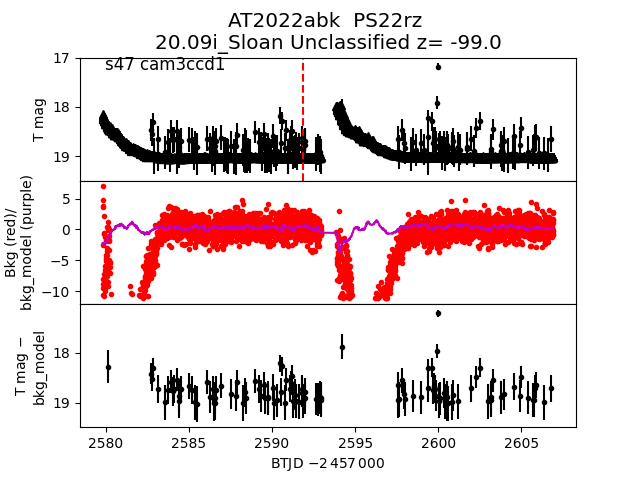 AT2022abk  PS22rz
20.09i_Sloan Unclassified z= -99.0
s47 cam3ccd1
17
18
19
T mag
5
0
−5
−10
Bkg (red)/
bkg_model (purple)
18
19
T mag −
bkg_model
2580 2585 2590 2595 2600 2605
BTJD −2 457 000